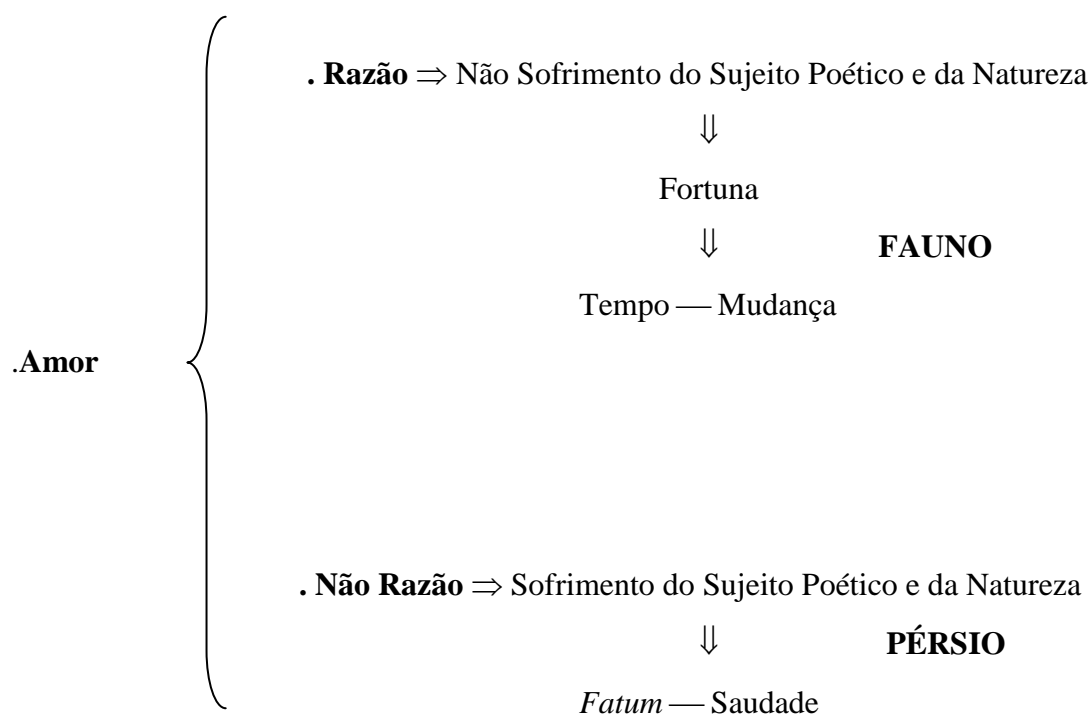 . Razão ⇒ Não Sofrimento do Sujeito Poético e da Natureza
⇓
Fortuna
⇓ FAUNO
Tempo — Mudança
.Amor
. Não Razão ⇒ Sofrimento do Sujeito Poético e da Natureza
⇓ PÉRSIO
Fatum — Saudade